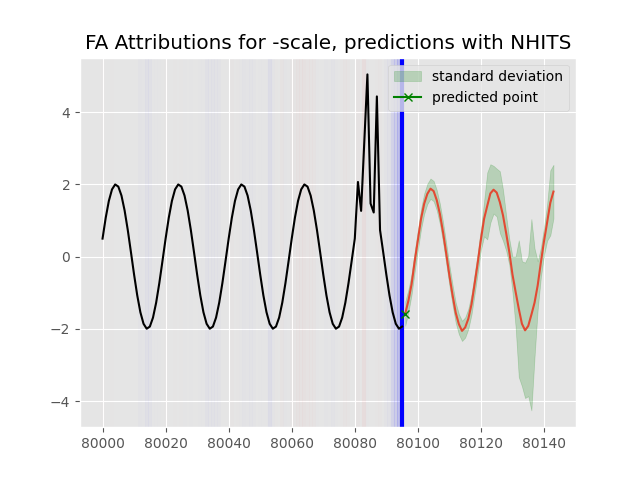 FA Attributions for -scale, predictions with NHITS
standard deviation
predicted point
4
2
0
−2
−4
80000 80020 80040 80060 80080 80100 80120 80140